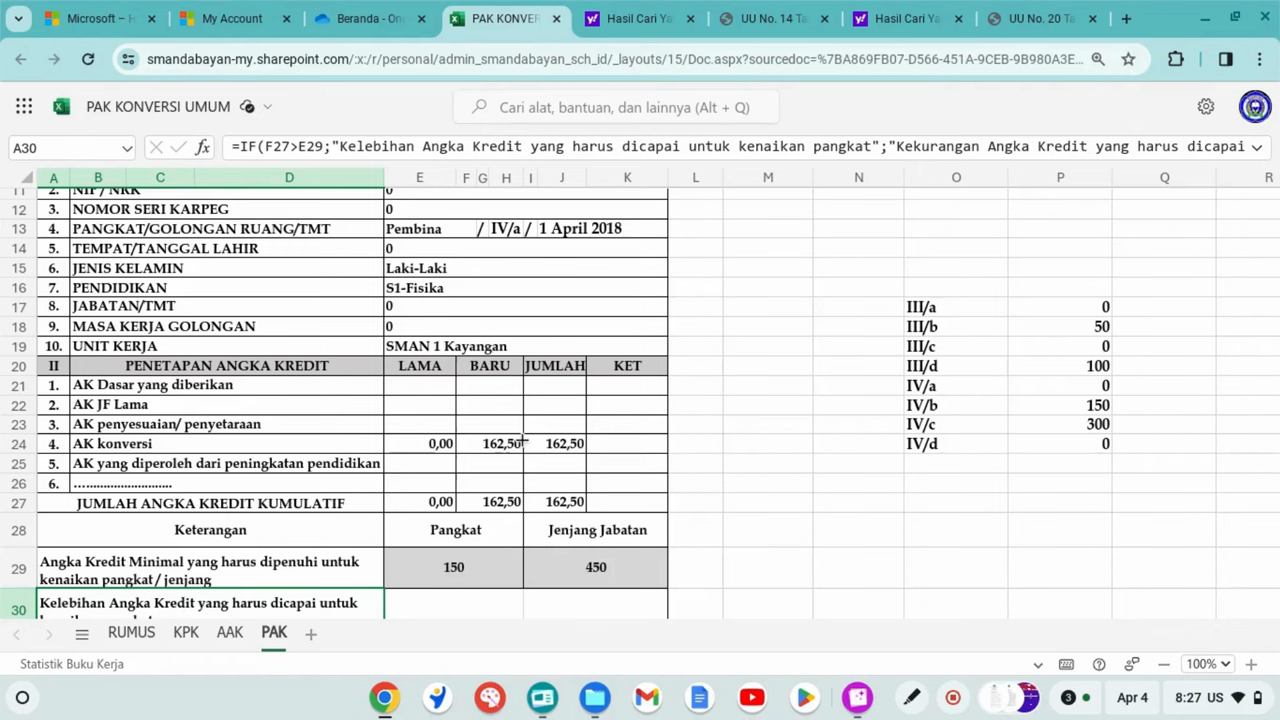 Microsoft – H
My Account
Beranda - On
PAK KONVER
Hasil Cari Ya
UU No. 14 Ta
Hasil Cari Ya
UU No. 20 Ta
smandabayan-my.sharepoint.com/:x:/r/personal/admin_smandabayan_sch_id/_layouts/15/Doc.aspx?sourcedoc=%7BA869FB07-D566-451A-9CEB-9B980A3E...
PAK KONVERSI UMUM
Cari alat, bantuan, dan lainnya (Alt + Q)
A30
fx
=IF(F27>E29;"Kelebihan Angka Kredit yang harus dicapai untuk kenaikan pangkat";"Kekurangan Angka Kredit yang harus dicapai
A B C D E F G H I J K L M N O P Q R
11 2. NIP / NRK 0
12 3. NOMOR SERI KARPEG 0
13 4. PANGKAT/GOLONGAN RUANG/TMT Pembina / IV/a / 1 April 2018
14 5. TEMPAT/TANGGAL LAHIR 0
15 6. JENIS KELAMIN Laki-Laki
16 7. PENDIDIKAN S1-Fisika
17 8. JABATAN/TMT 0 III/a 0
18 9. MASA KERJA GOLONGAN 0 III/b 50
19 10. UNIT KERJA SMAN 1 Kayangan III/c 0
20 II PENETAPAN ANGKA KREDIT LAMA BARU JUMLAH KET III/d 100
21 1. AK Dasar yang diberikan IV/a 0
22 2. AK JF Lama IV/b 150
23 3. AK penyesuaian/ penyetaraan IV/c 300
24 4. AK konversi 0,00 162,50 162,50 IV/d 0
25 5. AK yang diperoleh dari peningkatan pendidikan
26 6. ............................
27 JUMLAH ANGKA KREDIT KUMULATIF 0,00 162,50 162,50
28 Keterangan Pangkat Jenjang Jabatan
29 Angka Kredit Minimal yang harus dipenuhi untuk
kenaikan pangkat / jenjang 150 450
30 Kelebihan Angka Kredit yang harus dicapai untuk
RUMUS KPK AAK PAK
Statistik Buku Kerja
100%
3
Apr 4
8:27 US